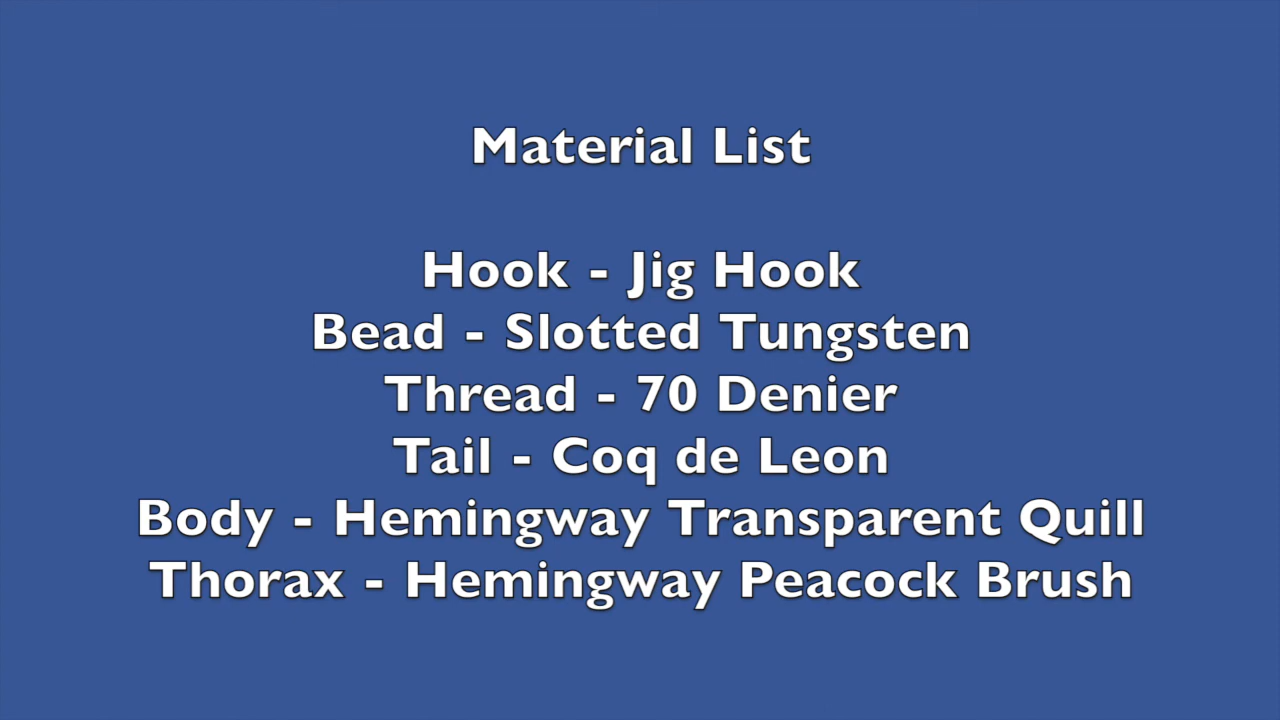 Material List
Hook - Jig Hook
Bead - Slotted Tungsten
Thread - 70 Denier
Tail - Coq de Leon
Body - Hemingway Transparent Quill
Thorax - Hemingway Peacock Brush